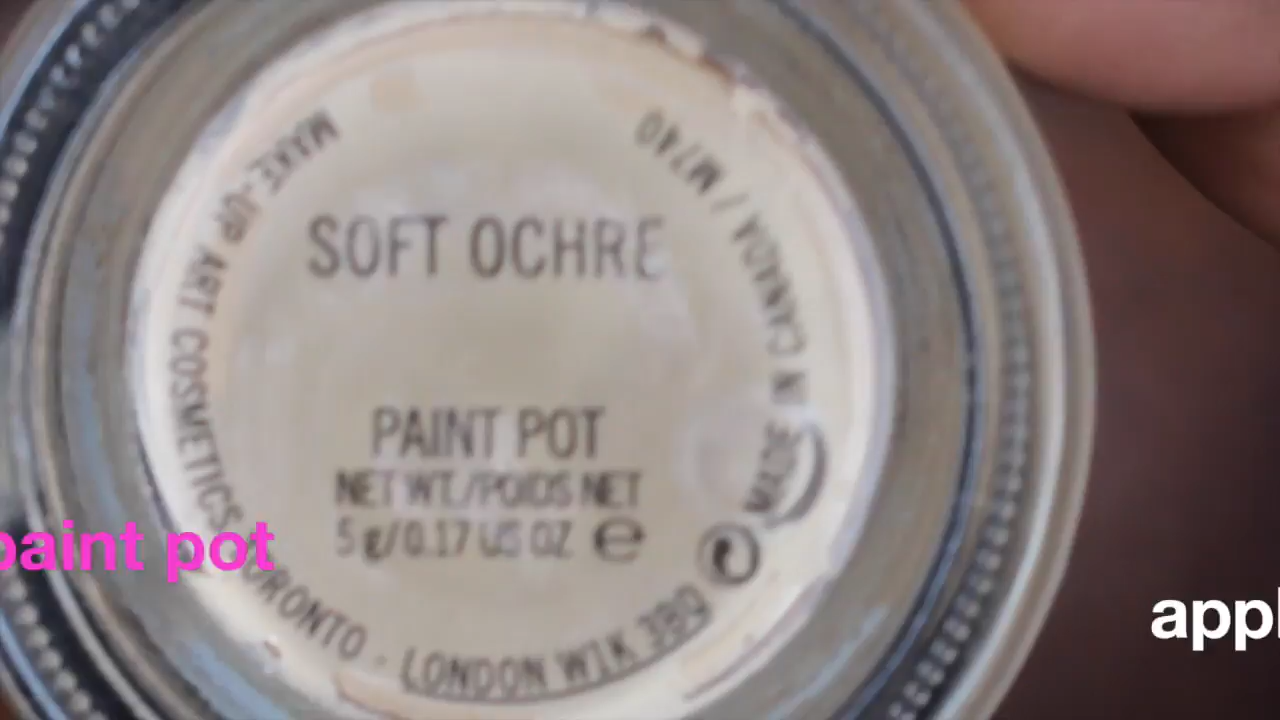 SOFT OCHRE
PAINT POT
NET WT./POIDS NET
5 g/0.17 US OZ e
MAKE-UP ART COSMETICS TORONTO - LONDON W1K 3BQ
MADE IN CANADA / M740
paint pot
appl